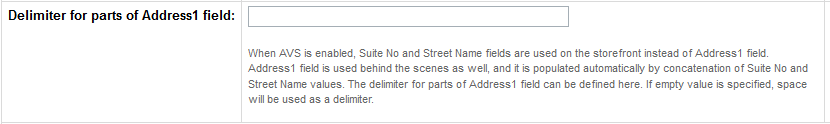 Delimiter for parts of Address1 field:
When AVS is enabled, Suite No and Street Name fields are used on the storefront instead of Address1 field.
Address1 field is used behind the scenes as well, and it is populated automatically by concatenation of Suite No and
Street Name values. The delimiter for parts of Address1 field can be defined here. If empty value is specified, space
will be used as a delimiter.